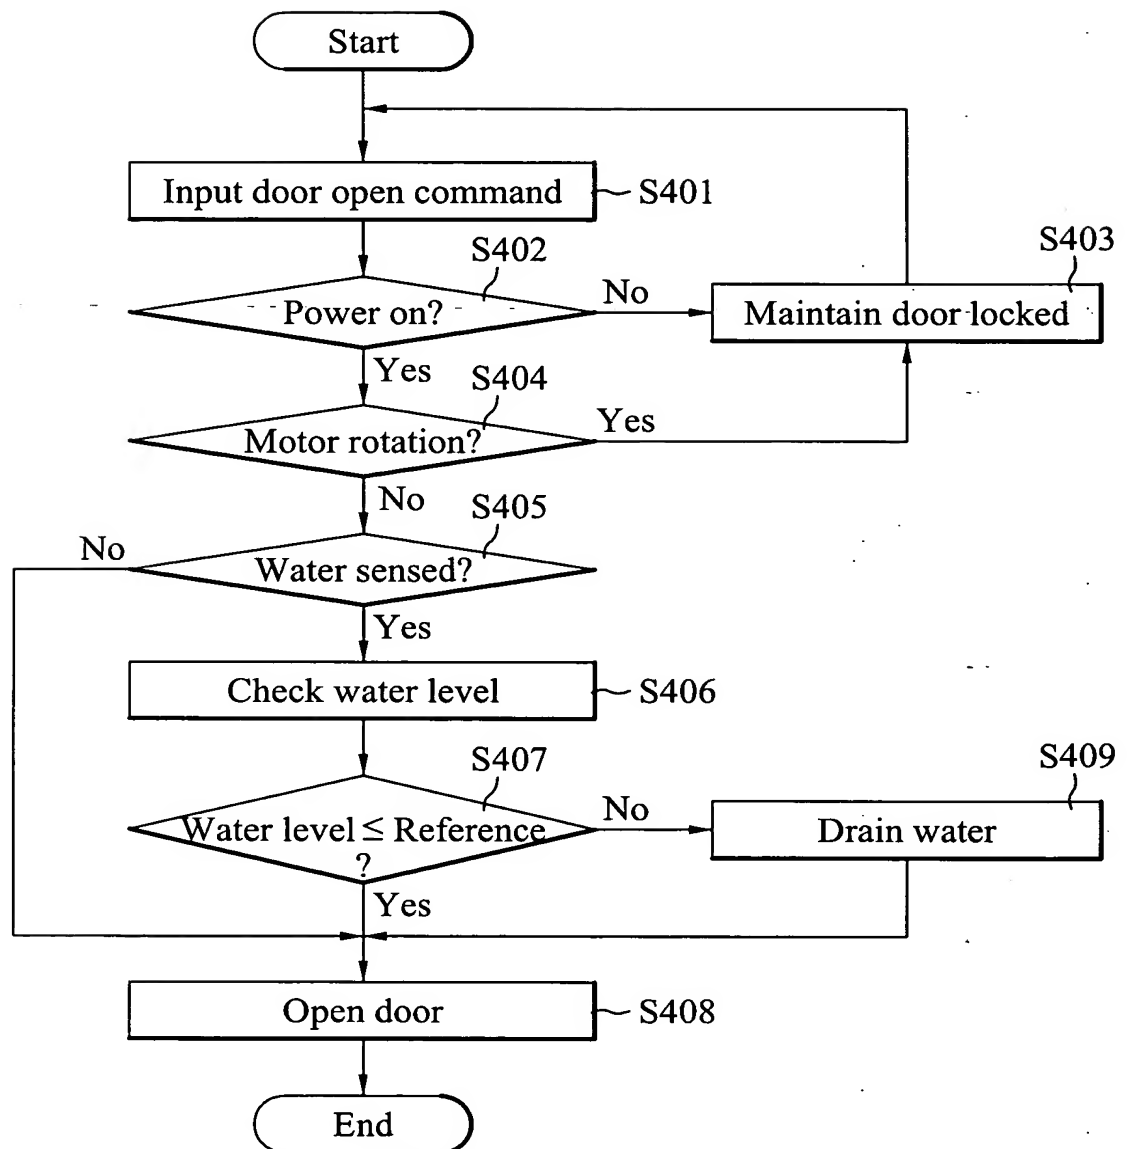 Start
Input door open command
S401
S402
Power on?
No
S403
Maintain door locked
Yes
S404
Motor rotation?
Yes
No
S405
No
Water sensed?
Yes
Check water level
S406
S407
Water level ≤ Reference
?
No
S409
Drain water
Yes
Open door
S408
End